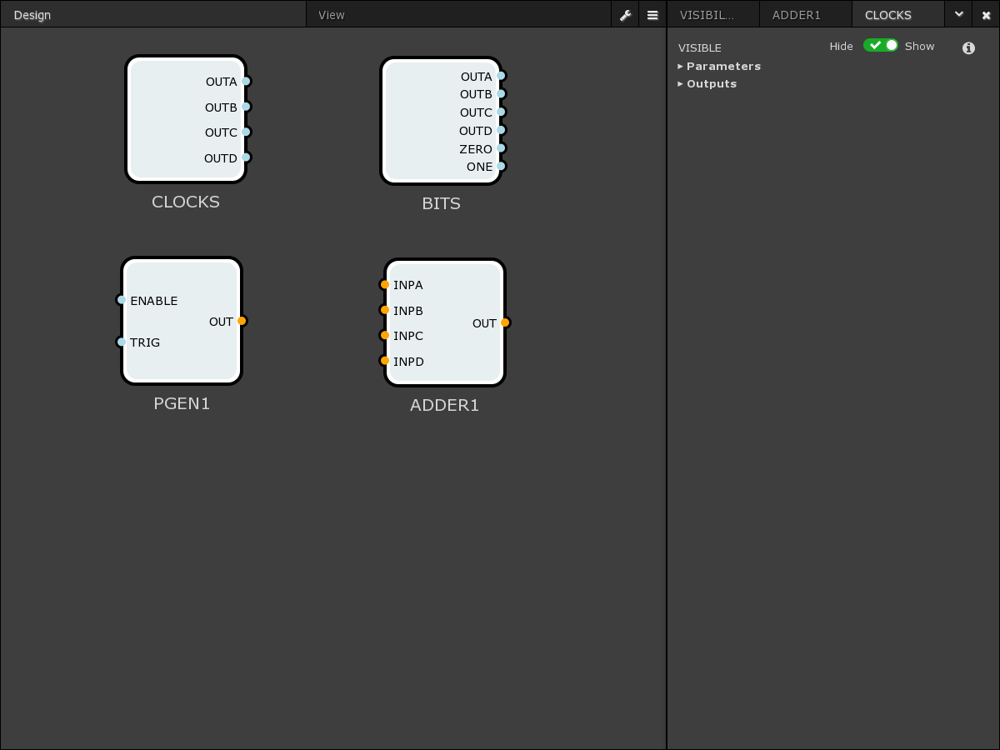 Design
View
VISIBIL...
ADDER1
CLOCKS
VISIBLE
Hide
Show
Parameters
Outputs
OUTA
OUTB
OUTC
OUTD
CLOCKS
OUTA
OUTB
OUTC
OUTD
ZERO
ONE
BITS
ENABLE
OUT
TRIG
PGEN1
INPA
INPB
INPC
INPD
OUT
ADDER1